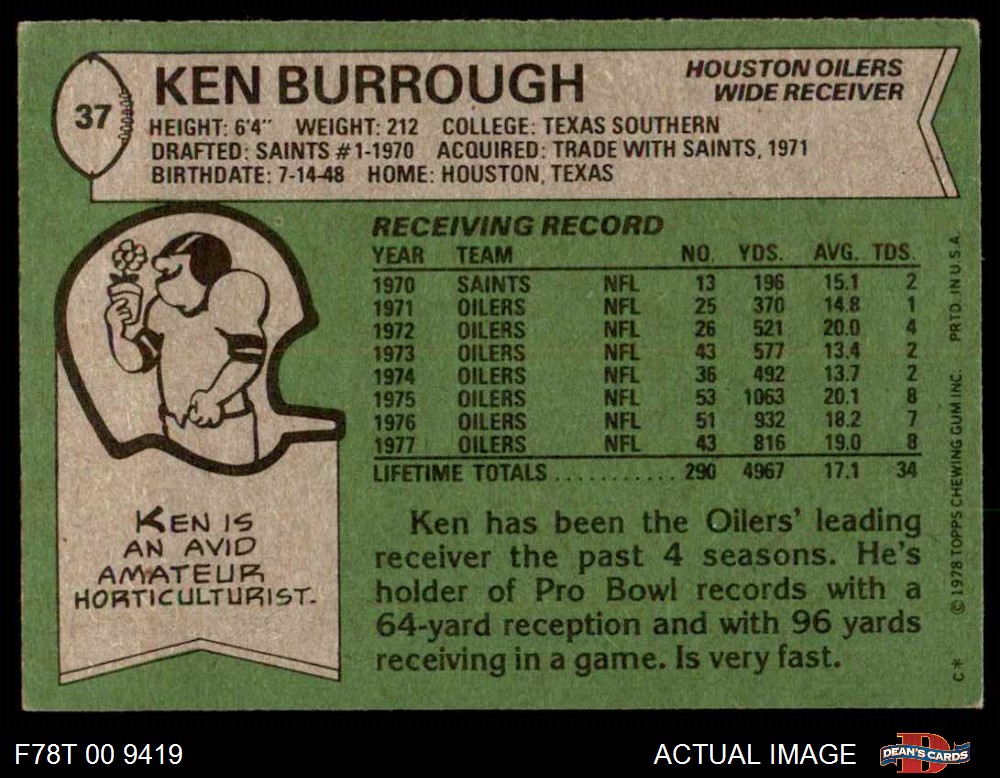 37
KEN BURROUGH
HOUSTON OILERS
WIDE RECEIVER
HEIGHT: 6'4" WEIGHT: 212 COLLEGE: TEXAS SOUTHERN
DRAFTED: SAINTS #1-1970 ACQUIRED: TRADE WITH SAINTS, 1971
BIRTHDATE: 7-14-48 HOME: HOUSTON, TEXAS
RECEIVING RECORD
YEAR TEAM NO. YDS. AVG. TDS.
1970 SAINTS NFL 13 196 15.1 2
1971 OILERS NFL 25 370 14.8 1
1972 OILERS NFL 26 521 20.0 4
1973 OILERS NFL 43 577 13.4 2
1974 OILERS NFL 36 492 13.7 2
1975 OILERS NFL 53 1063 20.1 8
1976 OILERS NFL 51 932 18.2 7
1977 OILERS NFL 43 816 19.0 8
LIFETIME TOTALS ........... 290 4967 17.1 34
KEN IS
AN AVID
AMATEUR
HORTICULTURIST.
Ken has been the Oilers' leading
receiver the past 4 seasons. He's
holder of Pro Bowl records with a
64-yard reception and with 96 yards
receiving in a game. Is very fast.
C* © 1978 TOPPS CHEWING GUM INC. PRTD. IN U.S.A.
F78T 00 9419
ACTUAL IMAGE
D
DEAN'S CARDS